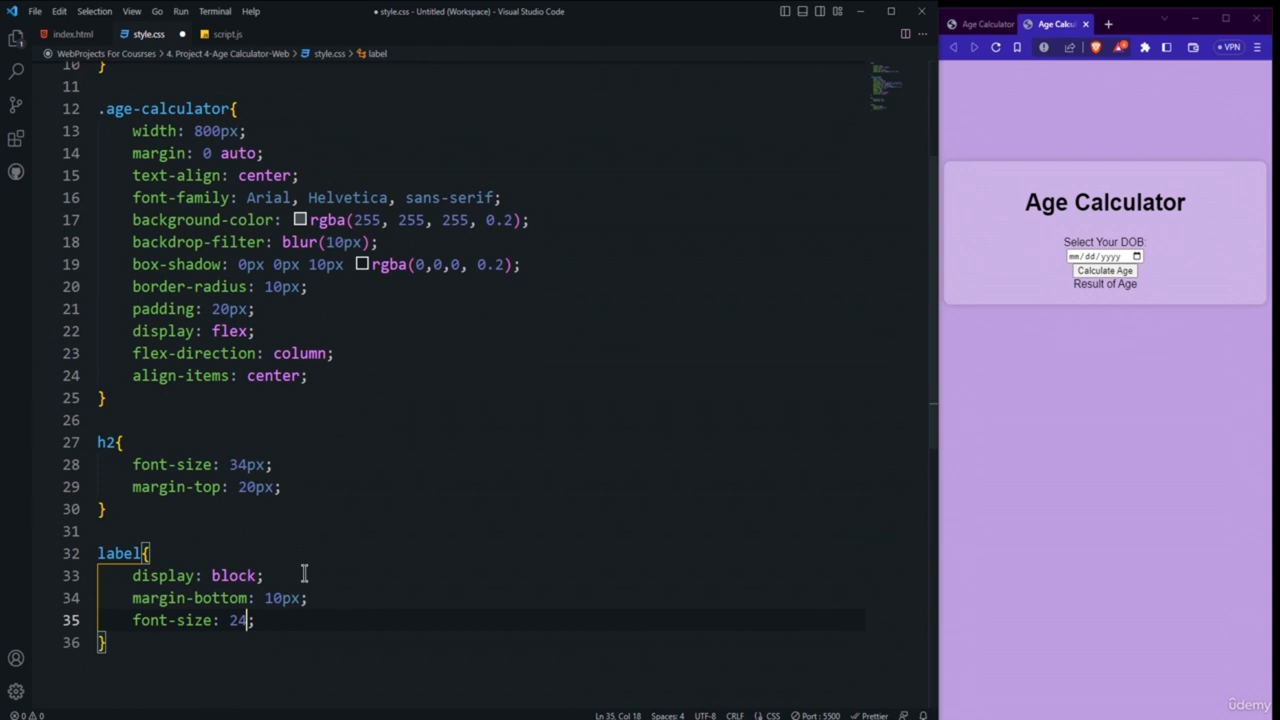 File Edit Selection View Go Run Terminal Help
● style.css - Untitled (Workspace) - Visual Studio Code
index.html style.css ● script.js
WebProjects For Coursres > 4. Project 4-Age Calculator-Web > style.css > label
10 }
11
12 .age-calculator{
13 width: 800px;
14 margin: 0 auto;
15 text-align: center;
16 font-family: Arial, Helvetica, sans-serif;
17 background-color: rgba(255, 255, 255, 0.2);
18 backdrop-filter: blur(10px);
19 box-shadow: 0px 0px 10px rgba(0,0,0, 0.2);
20 border-radius: 10px;
21 padding: 20px;
22 display: flex;
23 flex-direction: column;
24 align-items: center;
25 }
26
27 h2{
28 font-size: 34px;
29 margin-top: 20px;
30 }
31
32 label{
33 display: block;
34 margin-bottom: 10px;
35 font-size: 24;
36 }
0 0 Ln 35, Col 18 Spaces: 4 UTF-8 CRLF {} CSS Port : 5500 Prettier
Age Calculator Age Calcu
VPN
Age Calculator
Select Your DOB:
mm/dd/yyyy
Calculate Age
Result of Age
udemy